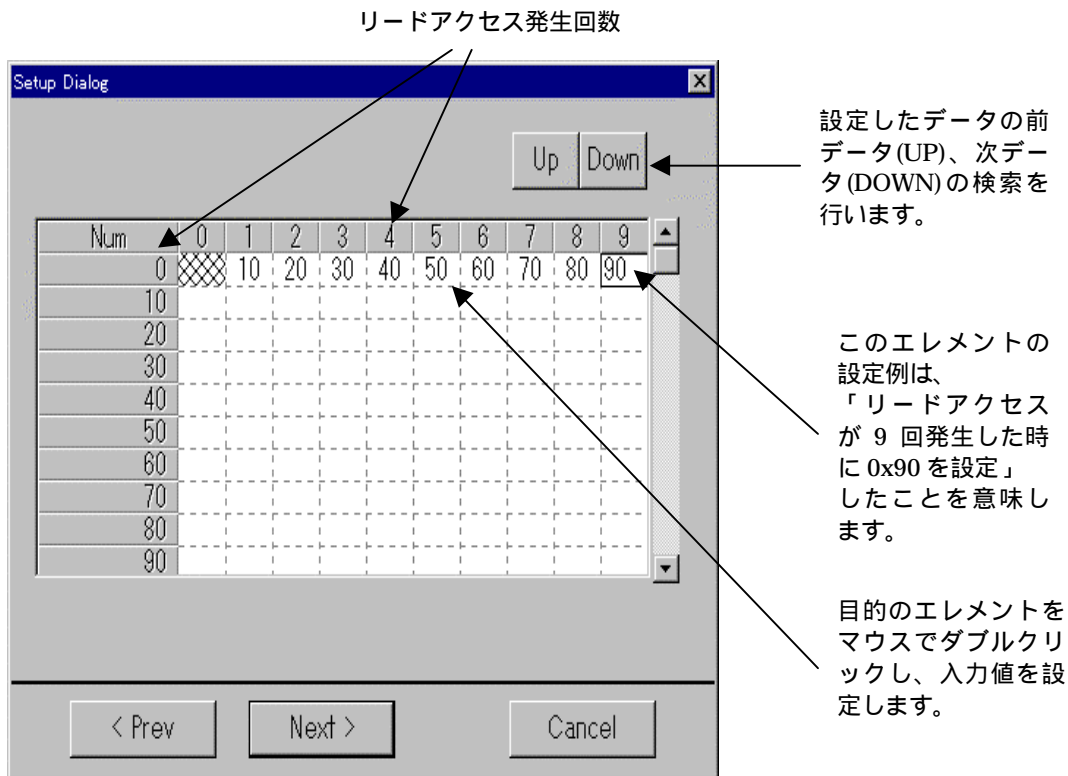 リードアクセス発生回数
Setup Dialog
Up Down
設定したデータの前
データ(UP)、次デー
タ(DOWN)の検索を
行います。
Num 0 1 2 3 4 5 6 7 8 9
0 10 20 30 40 50 60 70 80 90
10
20
30
40
50
60
70
80
90
このエレメントの
設定例は、
「リードアクセス
が 9 回発生した時
に 0x90 を設定」
したことを意味し
ます。
目的のエレメントを
マウスでダブルクリ
ックし、入力値を設
定します。
< Prev Next > Cancel